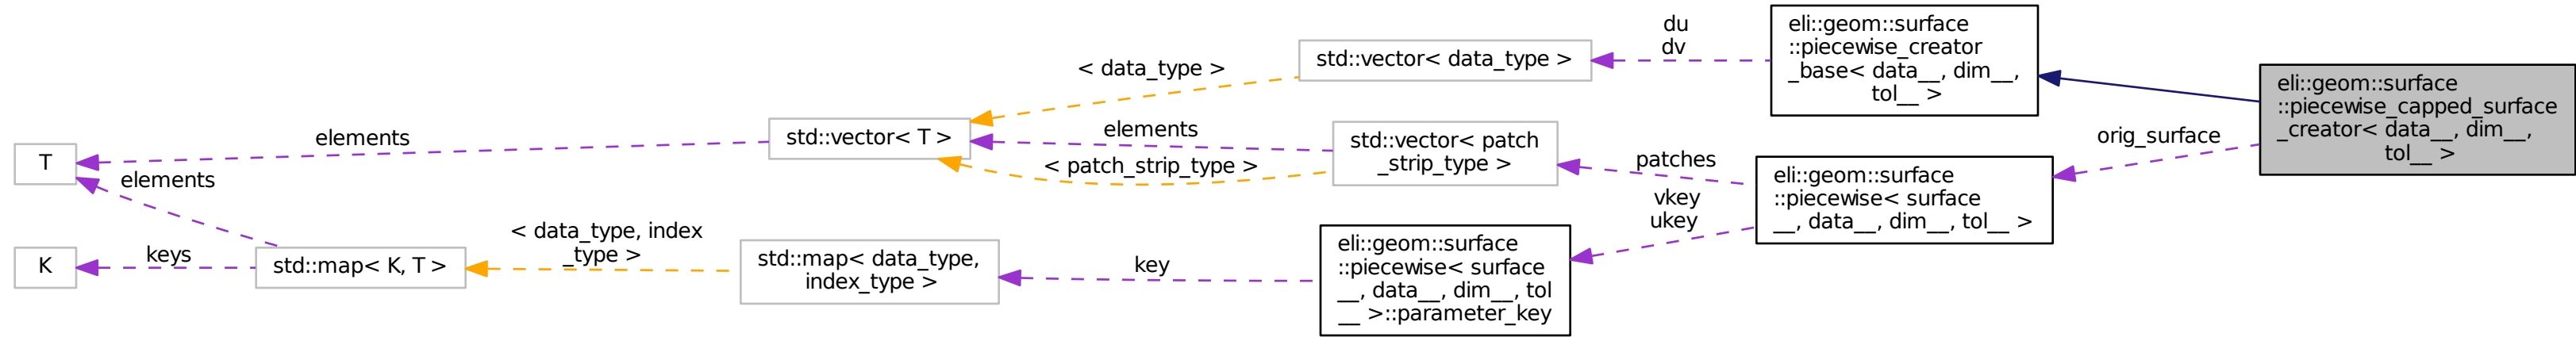 T
K
elements
elements
keys
std::map< K, T >
std::vector< T >
< data_type, index
_type >
std::map< data_type,
index_type >
< data_type >
elements
< patch_strip_type >
key
std::vector< data_type >
std::vector< patch
_strip_type >
eli::geom::surface
::piecewise< surface
__, data__, dim__, tol
__ >::parameter_key
du
dv
patches
vkey
ukey
eli::geom::surface
::piecewise_creator
_base< data__, dim__,
tol__ >
eli::geom::surface
::piecewise< surface
__, data__, dim__, tol__ >
orig_surface
eli::geom::surface
::piecewise_capped_surface
_creator< data__, dim__,
tol__ >